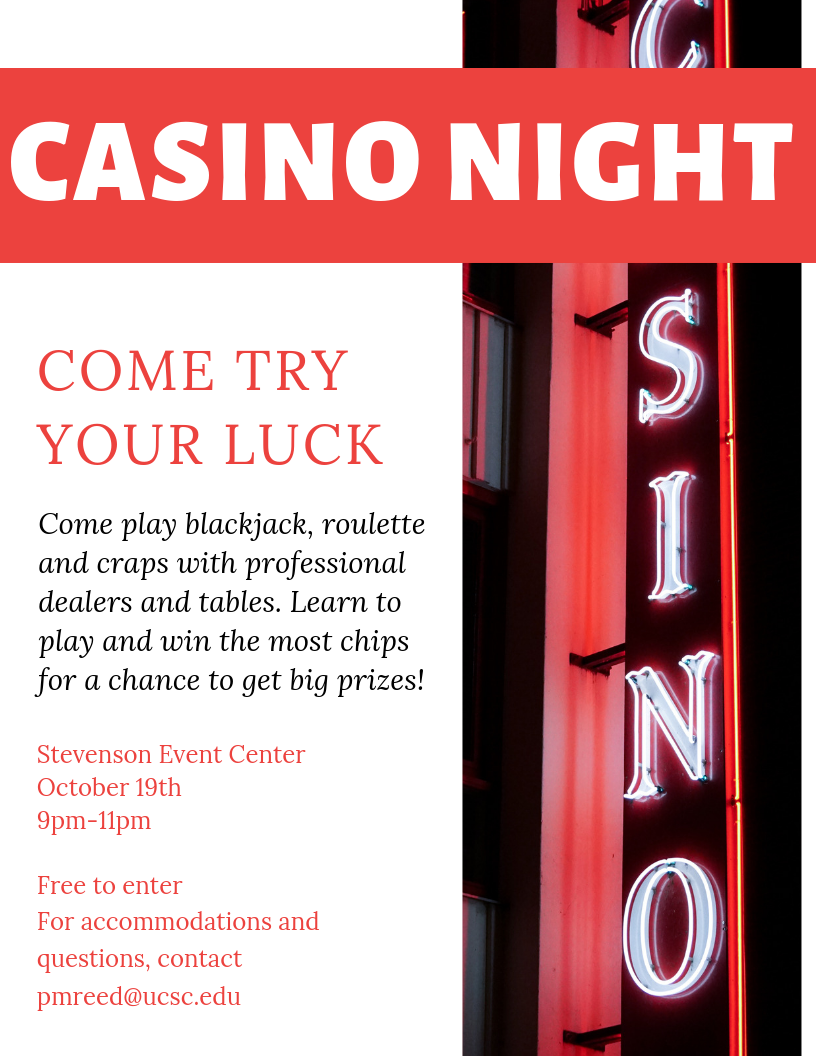 CASINO NIGHT
COME TRY
YOUR LUCK
Come play blackjack, roulette
and craps with professional
dealers and tables. Learn to
play and win the most chips
for a chance to get big prizes!
Stevenson Event Center
October 19th
9pm-11pm
Free to enter
For accommodations and
questions, contact
pmreed@ucsc.edu
C
S
I
N
O